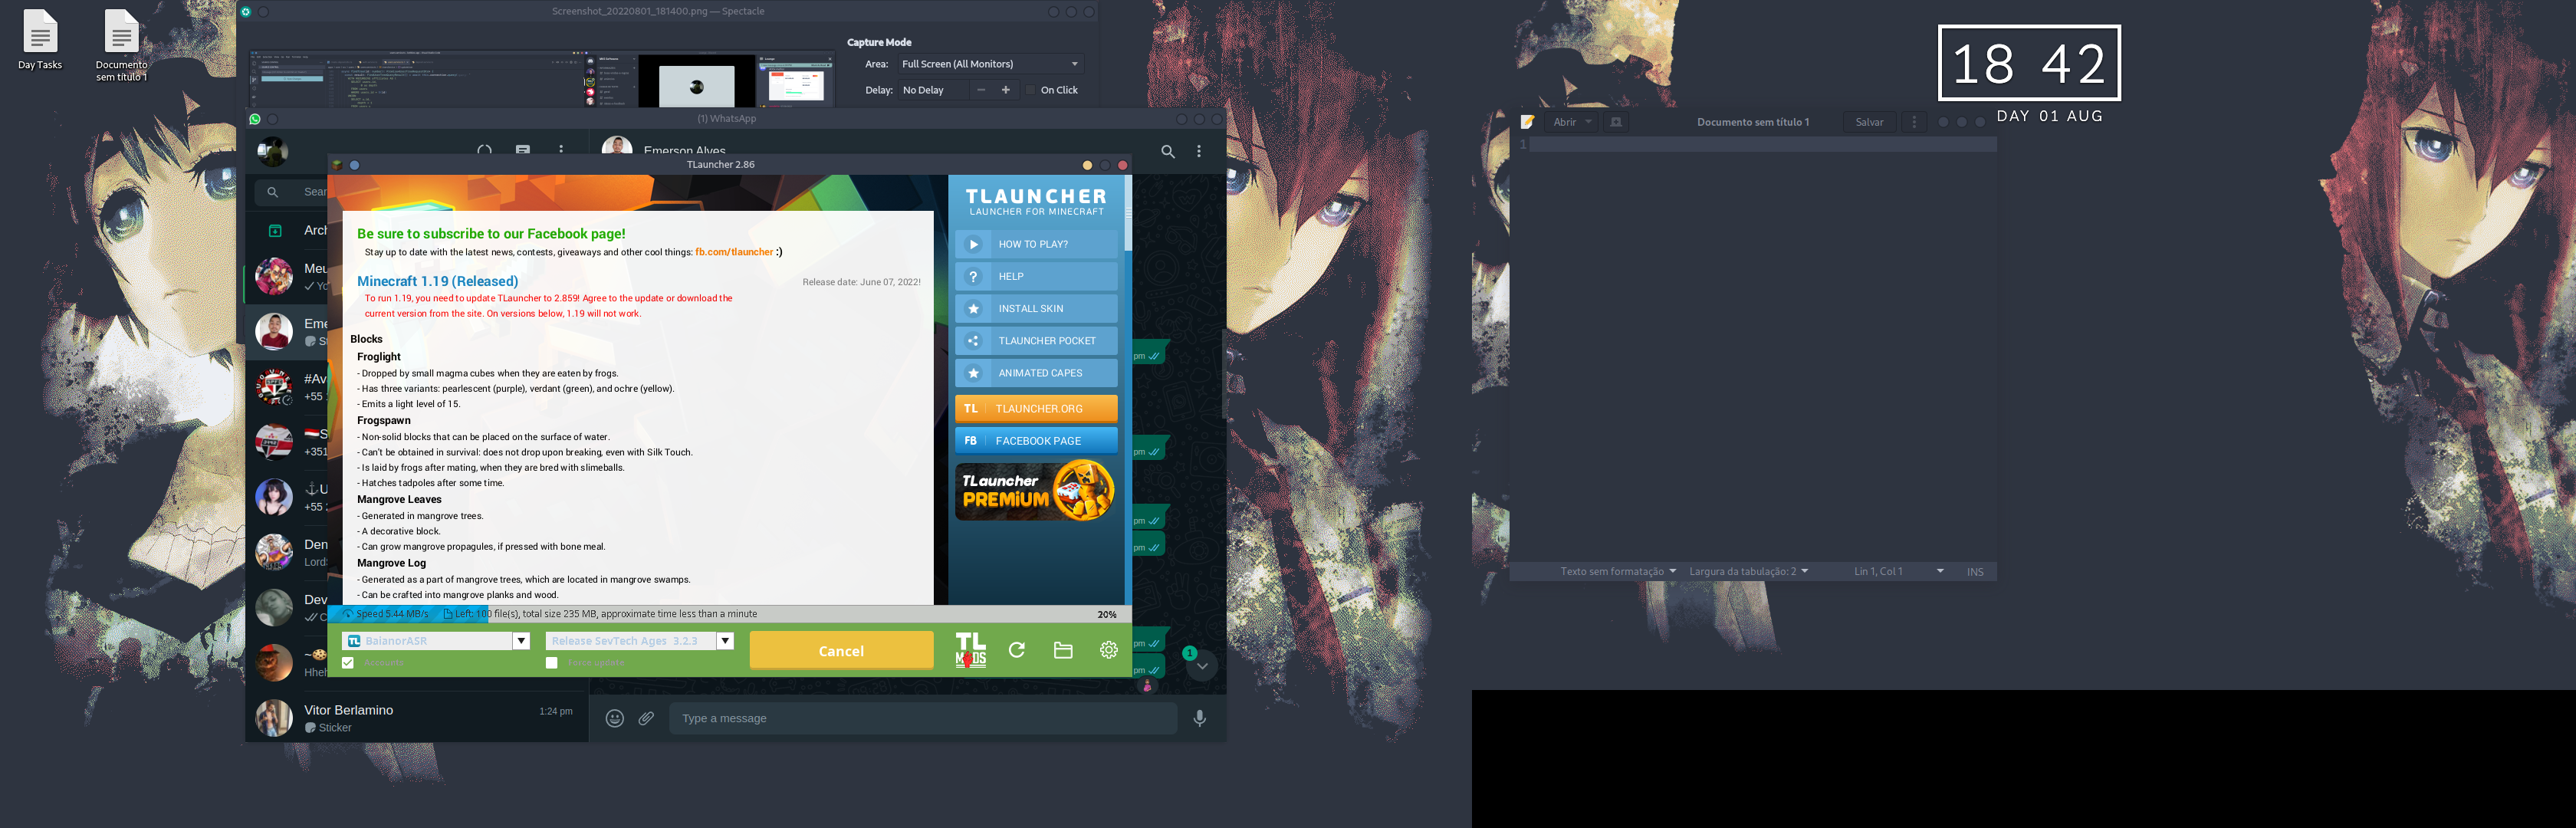 Day Tasks
Documento
sem título 1
Screenshot_20220801_181400.png — Spectacle
Capture Mode
Area: Full Screen (All Monitors)
Delay: No Delay − + On Click
(1) WhatsApp
Emerson Alves
Sear
Arch
Meu
Yo
Eme
St
#Av
+55
S
+351
U
+55
Den
Lord
Dev
Hheh
Vitor Berlamino 1:24 pm
Sticker
pm
pm
pm
pm
pm
pm
1
Type a message
TLauncher 2.86
Be sure to subscribe to our Facebook page!
Stay up to date with the latest news, contests, giveaways and other cool things: fb.com/tlauncher :)
Minecraft 1.19 (Released) Release date: June 07, 2022!
To run 1.19, you need to update TLauncher to 2.859! Agree to the update or download the
current version from the site. On versions below, 1.19 will not work.
Blocks
Froglight
- Dropped by small magma cubes when they are eaten by frogs.
- Has three variants: pearlescent (purple), verdant (green), and ochre (yellow).
- Emits a light level of 15.
Frogspawn
- Non-solid blocks that can be placed on the surface of water.
- Can't be obtained in survival: does not drop upon breaking, even with Silk Touch.
- Is laid by frogs after mating, when they are bred with slimeballs.
- Hatches tadpoles after some time.
Mangrove Leaves
- Generated in mangrove trees.
- A decorative block.
- Can grow mangrove propagules, if pressed with bone meal.
Mangrove Log
- Generated as a part of mangrove trees, which are located in mangrove swamps.
- Can be crafted into mangrove planks and wood.
TLAUNCHER
LAUNCHER FOR MINECRAFT
HOW TO PLAY?
? HELP
INSTALL SKIN
TLAUNCHER POCKET
ANIMATED CAPES
TL TLAUNCHER.ORG
FB FACEBOOK PAGE
TLauncher
PREMIUM
Speed 5.44 MB/s Left: 100 file(s), total size 235 MB, approximate time less than a minute 20%
TL BaianorASR Release SevTech Ages 3.2.3 Cancel
Accounts Force update
TL
MODS
18 42
DAY 01 AUG
Abrir Documento sem título 1 Salvar
1
Texto sem formatação Largura da tabulação: 2 Lin 1, Col 1 INS